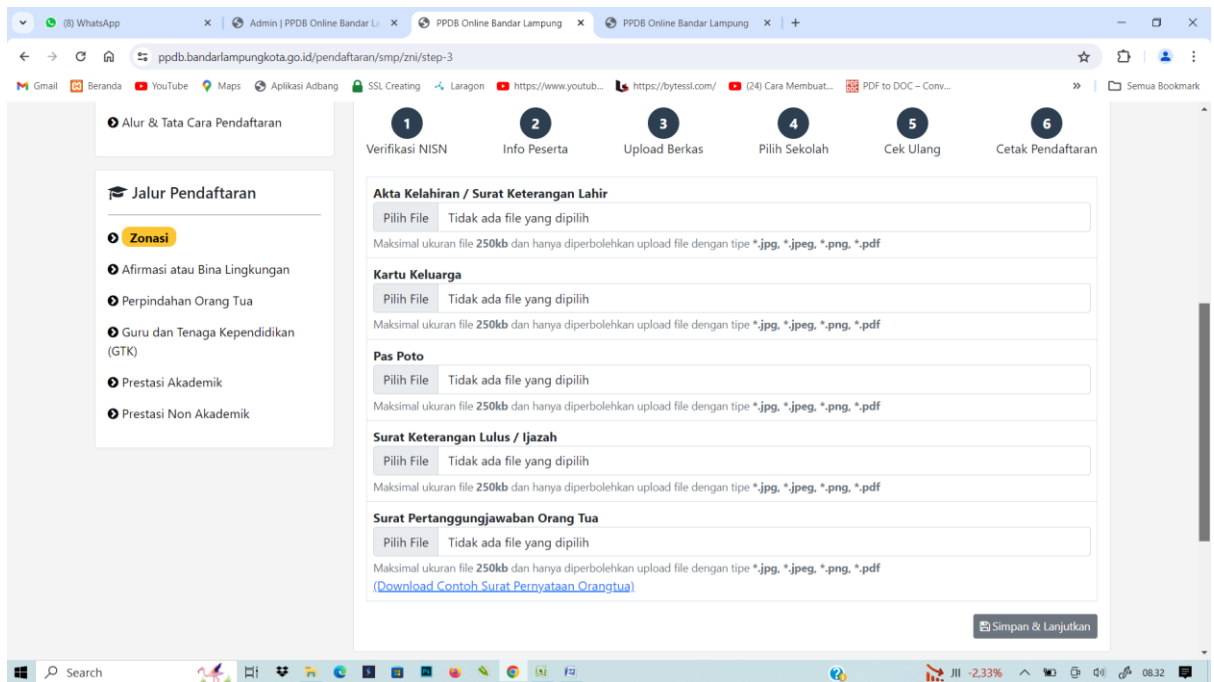 (8) WhatsApp
Admin | PPDB Online Bandar La
PPDB Online Bandar Lampung
PPDB Online Bandar Lampung
ppdb.bandarlampungkota.go.id/pendaftaran/smp/zni/step-3
Gmail
Beranda
YouTube
Maps
Aplikasi Adbang
SSL Creating
Laragon
https://www.youtub...
https://bytessl.com/
(24) Cara Membuat...
PDF to DOC – Conv...
Semua Bookmark
Alur & Tata Cara Pendaftaran
Jalur Pendaftaran
Zonasi
Afirmasi atau Bina Lingkungan
Perpindahan Orang Tua
Guru dan Tenaga Kependidikan
(GTK)
Prestasi Akademik
Prestasi Non Akademik
1
Verifikasi NISN
2
Info Peserta
3
Upload Berkas
4
Pilih Sekolah
5
Cek Ulang
6
Cetak Pendaftaran
Akta Kelahiran / Surat Keterangan Lahir
Pilih File Tidak ada file yang dipilih
Maksimal ukuran file 250kb dan hanya diperbolehkan upload file dengan tipe *.jpg, *.jpeg, *.png, *.pdf
Kartu Keluarga
Pilih File Tidak ada file yang dipilih
Maksimal ukuran file 250kb dan hanya diperbolehkan upload file dengan tipe *.jpg, *.jpeg, *.png, *.pdf
Pas Poto
Pilih File Tidak ada file yang dipilih
Maksimal ukuran file 250kb dan hanya diperbolehkan upload file dengan tipe *.jpg, *.jpeg, *.png, *.pdf
Surat Keterangan Lulus / Ijazah
Pilih File Tidak ada file yang dipilih
Maksimal ukuran file 250kb dan hanya diperbolehkan upload file dengan tipe *.jpg, *.jpeg, *.png, *.pdf
Surat Pertanggungjawaban Orang Tua
Pilih File Tidak ada file yang dipilih
Maksimal ukuran file 250kb dan hanya diperbolehkan upload file dengan tipe *.jpg, *.jpeg, *.png, *.pdf
(Download Contoh Surat Pernyataan Orangtua)
Simpan & Lanjutkan
Search
-2,33%
08.32